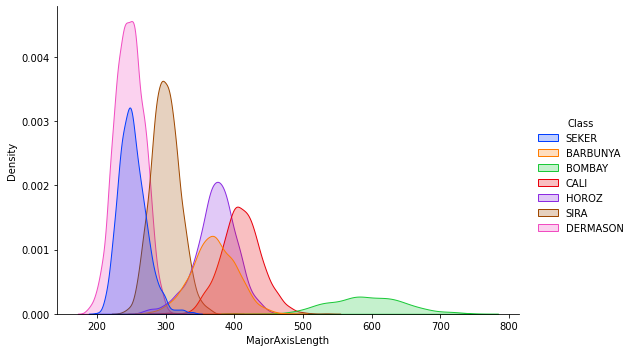 0.004
0.003
0.002
0.001
0.000
Density
200 300 400 500 600 700 800
MajorAxisLength
Class
SEKER
BARBUNYA
BOMBAY
CALI
HOROZ
SIRA
DERMASON